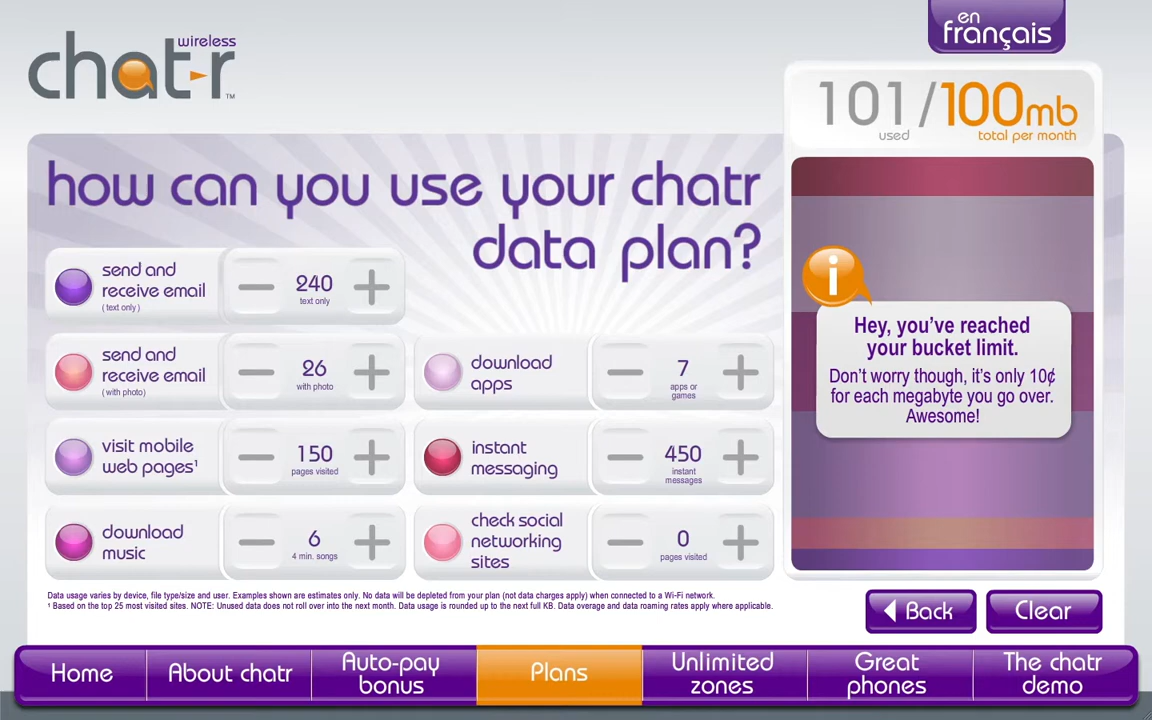 en
français
wireless
chat-r™
101/100mb
used
total per month
how can you use your chatr
data plan?
send and
receive email
(text only)
240
text only
send and
receive email
(with photo)
26
with photo
download
apps
7
apps or
games
visit mobile
web pages¹
150
pages visited
instant
messaging
450
instant
messages
download
music
6
4 min. songs
check social
networking
sites
0
pages visited
i
Hey, you've reached
your bucket limit.
Don't worry though, it's only 10¢
for each megabyte you go over.
Awesome!
Data usage varies by device, file type/size and user. Examples shown are estimates only. No data will be depleted from your plan (not data charges apply) when connected to a Wi-Fi network.
¹ Based on the top 25 most visited sites. NOTE: Unused data does not roll over into the next month. Data usage is rounded up to the next full KB. Data overage and data roaming rates apply where applicable.
Back
Clear
Home
About chatr
Auto-pay
bonus
Plans
Unlimited
zones
Great
phones
The chatr
demo